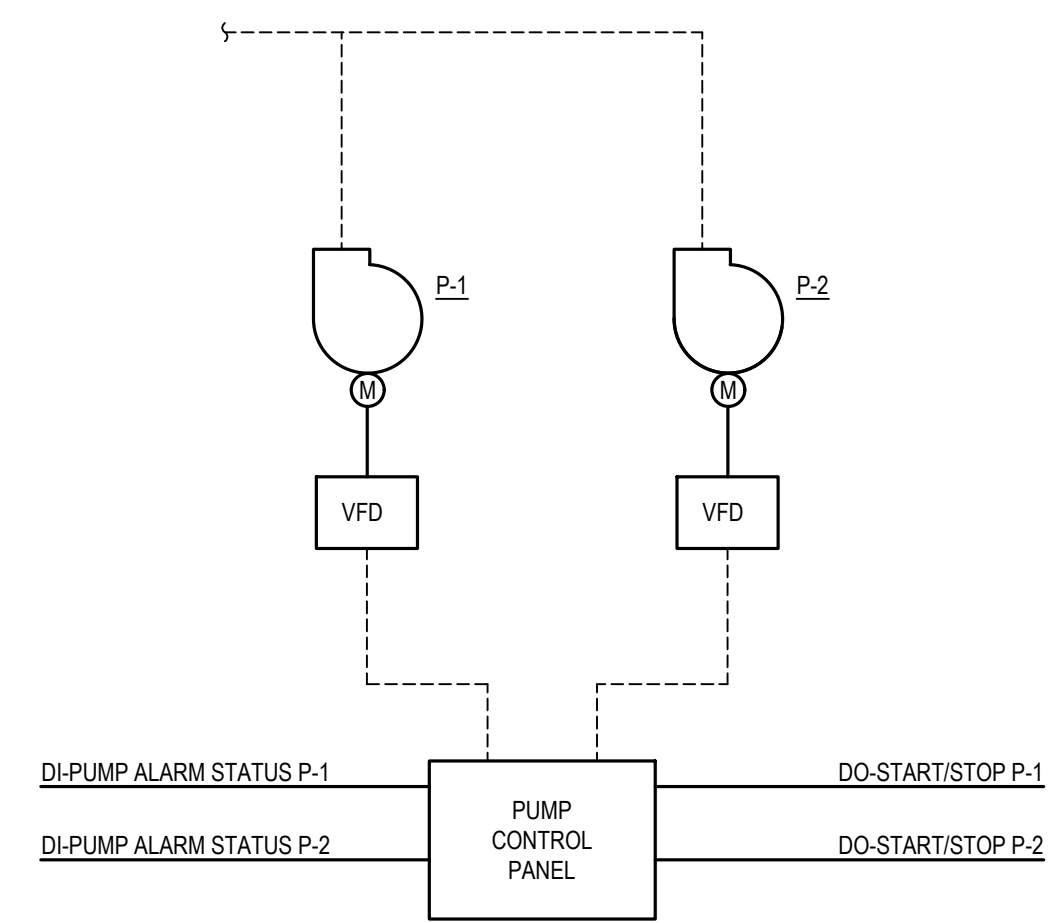 P-1
P-2
M
M
VFD
VFD
DI-PUMP ALARM STATUS P-1
DO-START/STOP P-1
PUMP
CONTROL
PANEL
DI-PUMP ALARM STATUS P-2
DO-START/STOP P-2